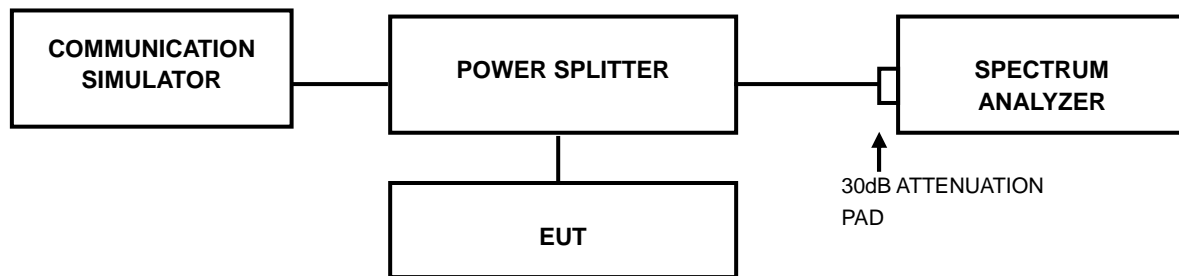 COMMUNICATION
SIMULATOR
POWER SPLITTER
SPECTRUM
ANALYZER
30dB ATTENUATION
PAD
EUT